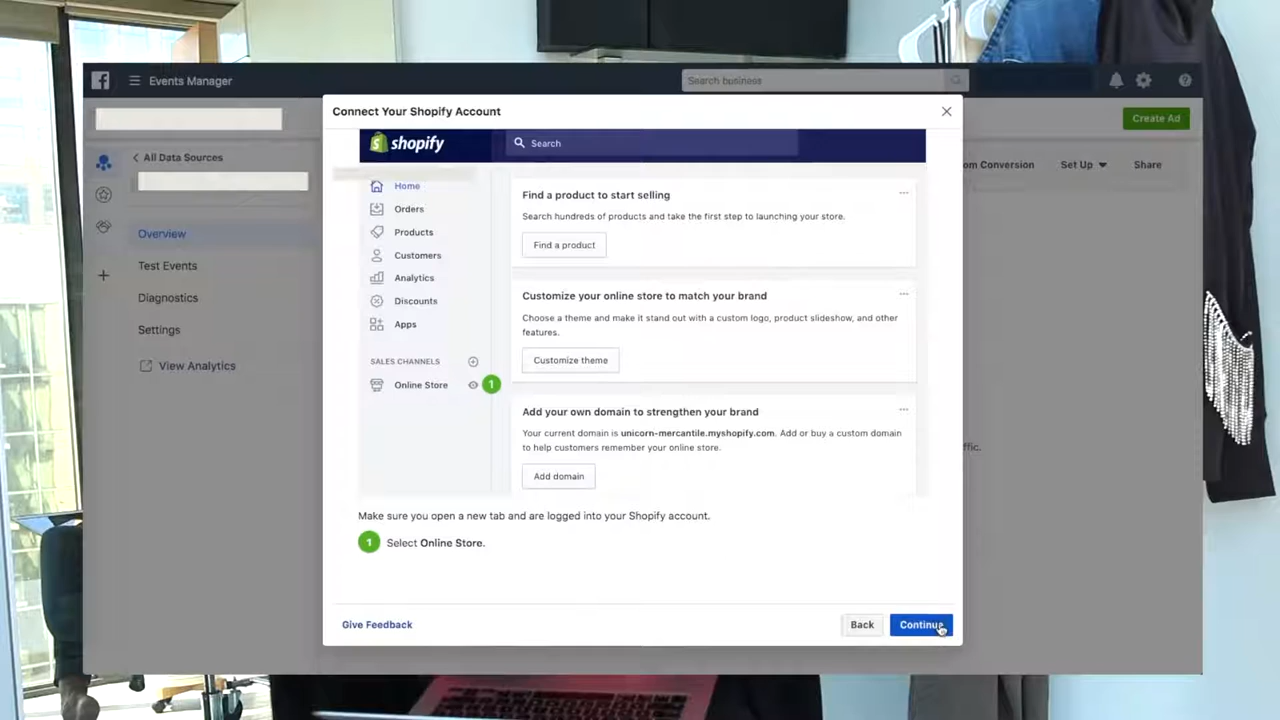 Events Manager
Search business
Create Ad
All Data Sources
Overview
Test Events
Diagnostics
Settings
View Analytics
om Conversion
Set Up
Share
ffic.
Connect Your Shopify Account
shopify
Search
Home
Orders
Products
Customers
Analytics
Discounts
Apps
SALES CHANNELS
Online Store
1
Find a product to start selling
Search hundreds of products and take the first step to launching your store.
Find a product
Customize your online store to match your brand
Choose a theme and make it stand out with a custom logo, product slideshow, and other
features.
Customize theme
Add your own domain to strengthen your brand
Your current domain is unicorn-mercantile.myshopify.com. Add or buy a custom domain
to help customers remember your online store.
Add domain
Make sure you open a new tab and are logged into your Shopify account.
1 Select Online Store.
Give Feedback
Back
Continue